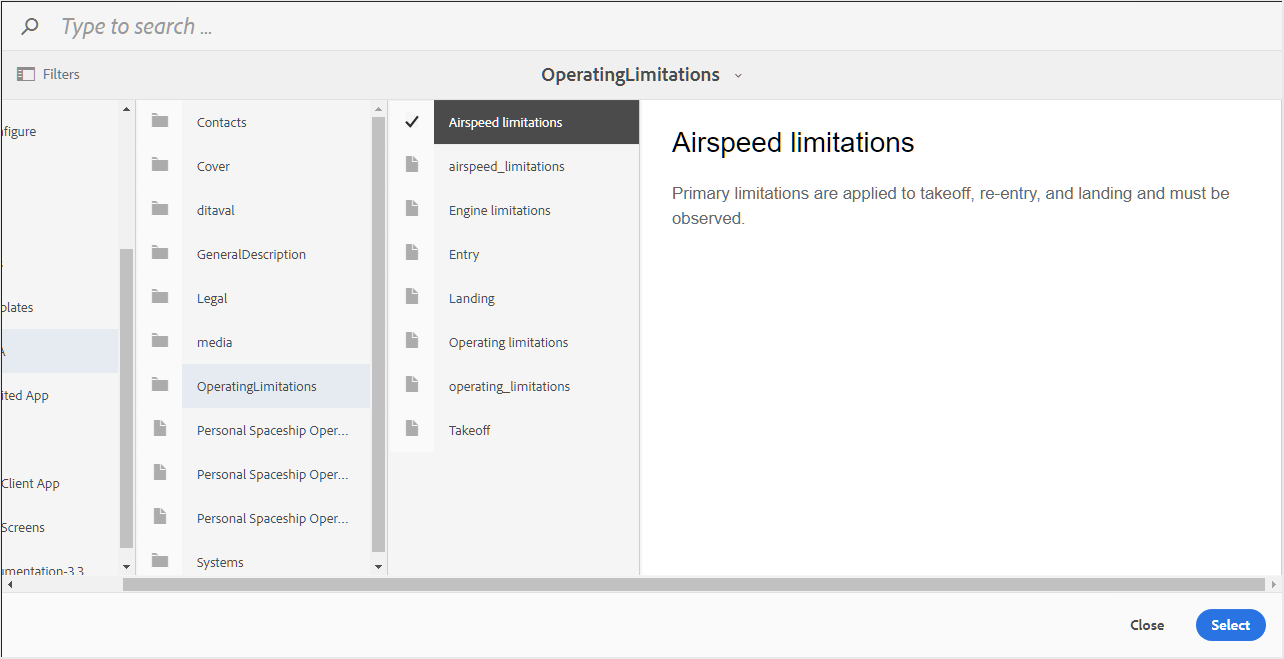 Type to search ...
Filters
OperatingLimitations
nfigure
plates
A
ited App
Client App
Screens
umentation-3.3
Contacts
Cover
ditaval
GeneralDescription
Legal
media
OperatingLimitations
Personal Spaceship Oper...
Personal Spaceship Oper...
Personal Spaceship Oper...
Systems
Airspeed limitations
airspeed_limitations
Engine limitations
Entry
Landing
Operating limitations
operating_limitations
Takeoff
Airspeed limitations
Primary limitations are applied to takeoff, re-entry, and landing and must be
observed.
Close
Select